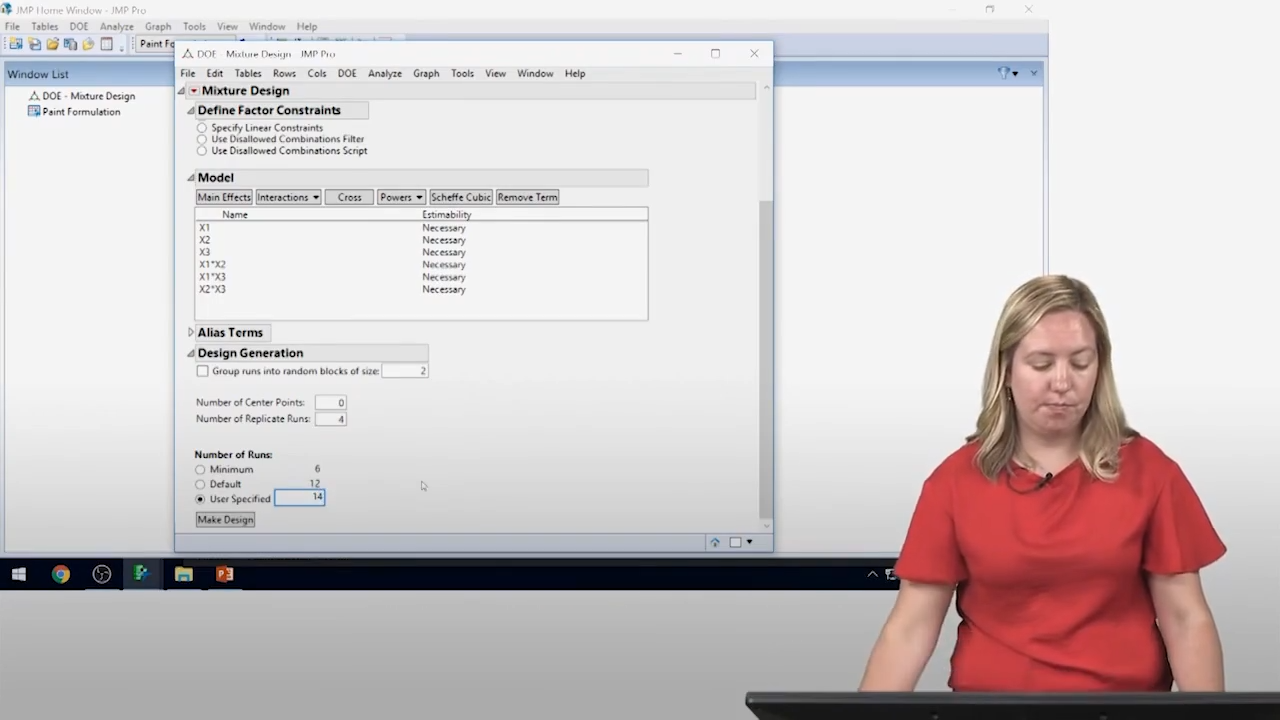 JMP Home Window - JMP Pro
File Tables DOE Analyze Graph Tools View Window Help
Paint Fo
Window List
DOE - Mixture Design
Paint Formulation
DOE - Mixture Design - JMP Pro
File Edit Tables Rows Cols DOE Analyze Graph Tools View Window Help
Mixture Design
Define Factor Constraints
Specify Linear Constraints
Use Disallowed Combinations Filter
Use Disallowed Combinations Script
Model
Main Effects Interactions Cross Powers Scheffe Cubic Remove Term
Name Estimability
X1 Necessary
X2 Necessary
X3 Necessary
X1*X2 Necessary
X1*X3 Necessary
X2*X3 Necessary
Alias Terms
Design Generation
Group runs into random blocks of size: 2
Number of Center Points: 0
Number of Replicate Runs: 4
Number of Runs:
Minimum 6
Default 12
User Specified 14
Make Design